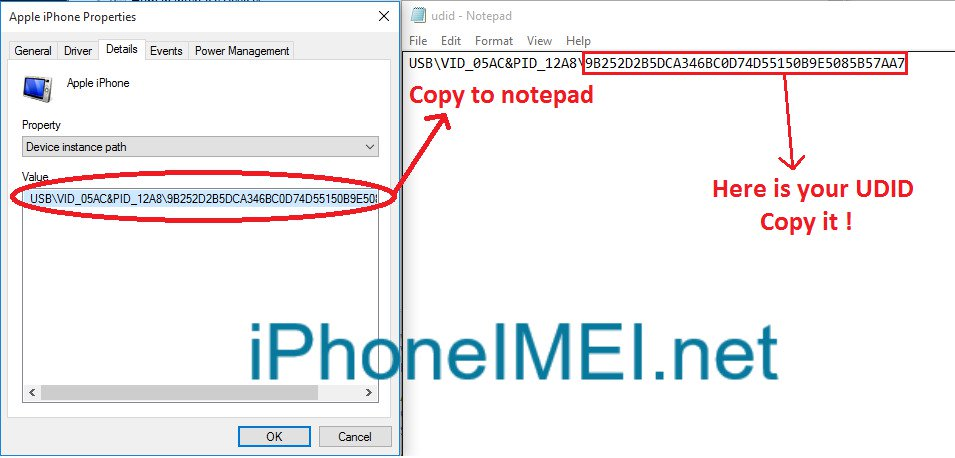 Apple iPhone Properties
General Driver Details Events Power Management
Apple iPhone
Property
Device instance path
Value
USB\VID_05AC&PID_12A8\9B252D2B5DCA346BC0D74D55150B9E508
OK Cancel
udid - Notepad
File Edit Format View Help
USB\VID_05AC&PID_12A8\9B252D2B5DCA346BC0D74D55150B9E5085B57AA7
Copy to notepad
Here is your UDID
Copy it !
iPhoneIMEI.net